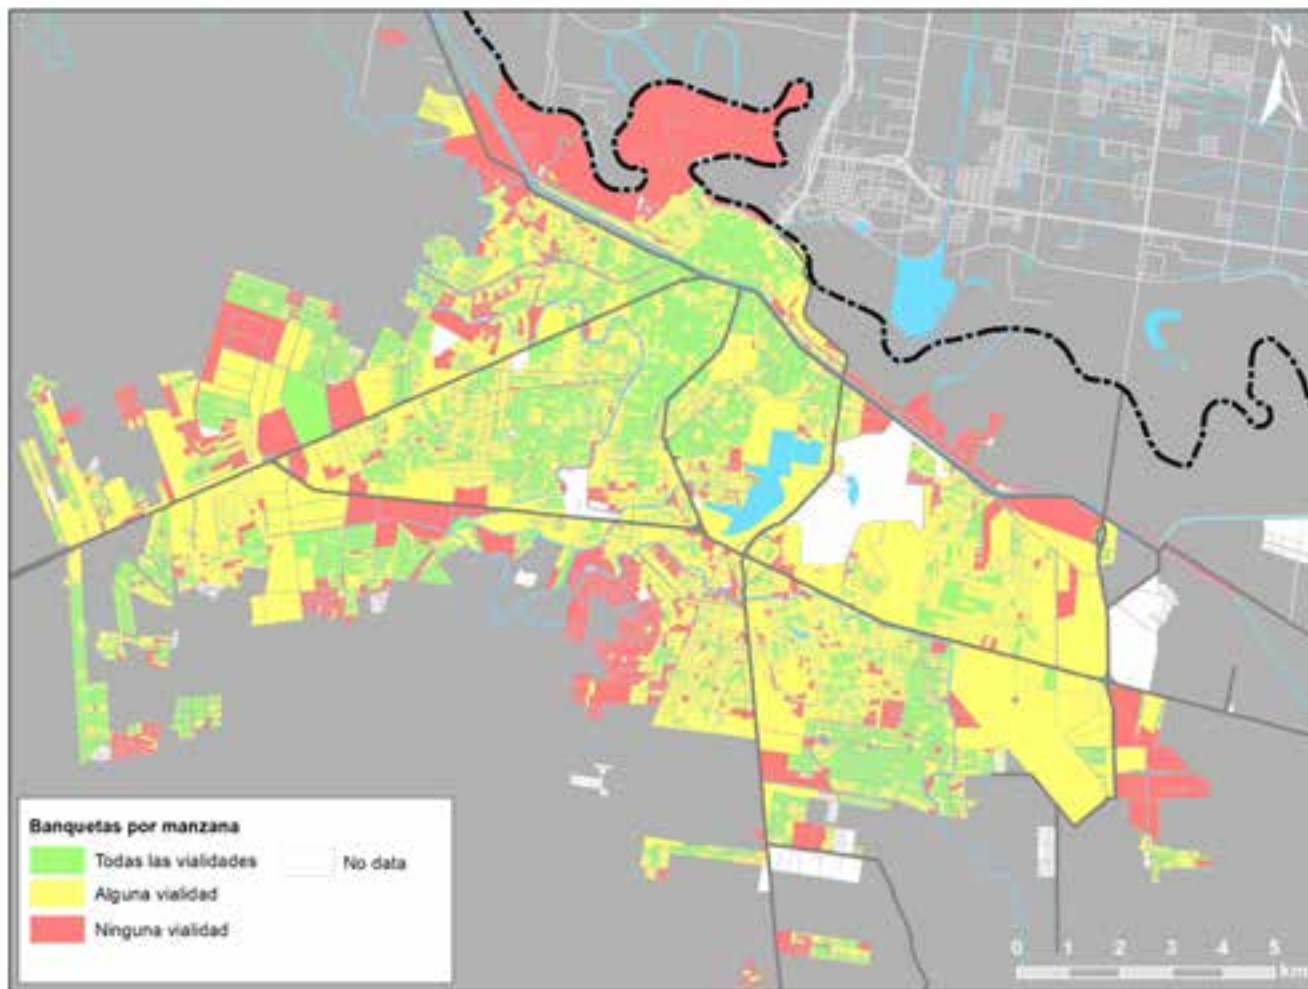 N
Banquetas por manzana
Todas las vialidades
No data
Alguna vialidad
Ninguna vialidad
0 1 2 3 4 5
km